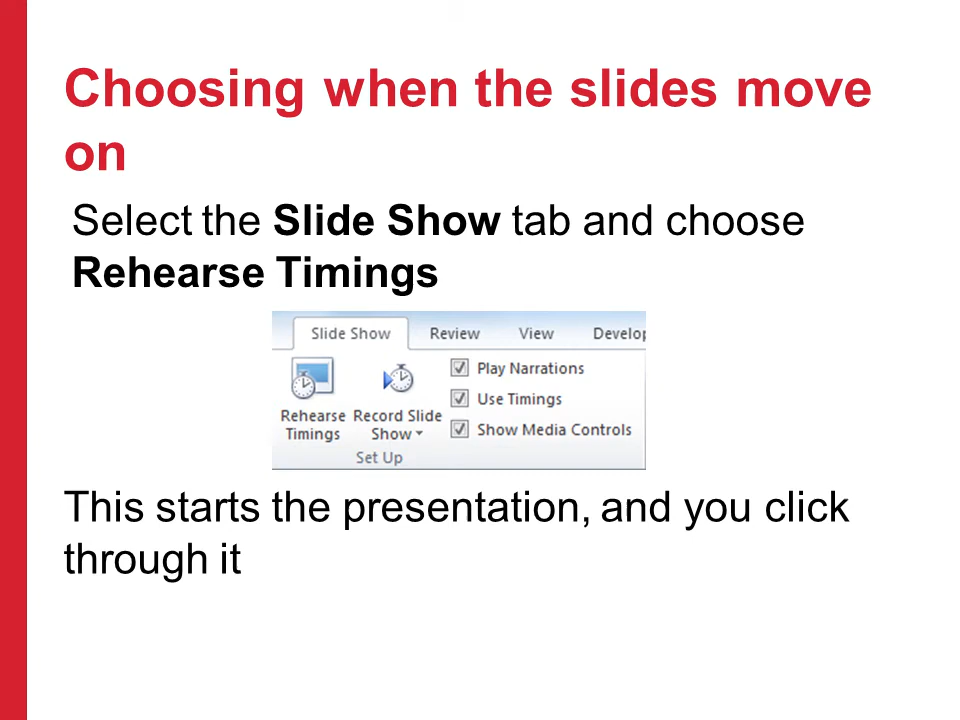 Choosing when the slides move
on
Select the Slide Show tab and choose
Rehearse Timings
Slide Show Review View
Rehearse Timings
Record Slide Show
Play Narrations
Use Timings
Show Media Controls
Set Up
This starts the presentation, and you click
through it